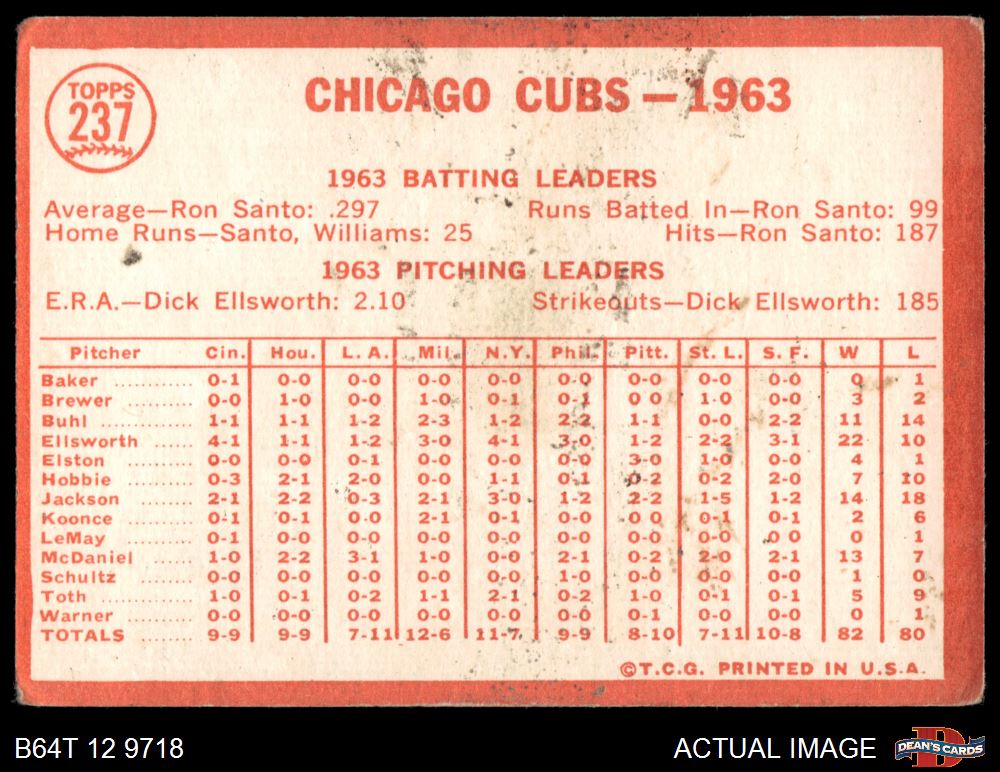 TOPPS
237
CHICAGO CUBS — 1963
1963 BATTING LEADERS
Average—Ron Santo: .297 Runs Batted In—Ron Santo: 99
Home Runs—Santo, Williams: 25 Hits—Ron Santo: 187
1963 PITCHING LEADERS
E.R.A.—Dick Ellsworth: 2.10 Strikeouts—Dick Ellsworth: 185
Pitcher Cin. Hou. L. A. Mil. N.Y. Phil. Pitt. St. L. S. F. W L
Baker ........... 0-1 0-0 0-0 0-0 0-0 0-0 0-0 0-0 0-0 0 1
Brewer ......... 0-0 1-0 0-0 1-0 0-1 0-1 0 0 1-0 0-0 3 2
Buhl ............. 1-1 1-1 1-2 2-3 1-2 2-2 1-1 0-0 2-2 11 14
Ellsworth ...... 4-1 1-1 1-2 3-0 4-1 3-0 1-2 2-2 3-1 22 10
Elston .......... 0-0 0-0 0-1 0-0 0-0 0-0 3-0 1-0 0-0 4 1
Hobbie ......... 0-3 2-1 2-0 0-0 1-1 0-1 0-2 0-2 2-0 7 10
Jackson ........ 2-1 2-2 0-3 2-1 3-0 1-2 2-2 1-5 1-2 14 18
Koonce ......... 0-1 0-1 0-0 2-1 0-1 0-0 0 0 0-1 0-1 2 6
LeMay .......... 0-1 0-0 0-0 0-0 0-0 0-0 0-0 0-0 0 0 0 1
McDaniel ...... 1-0 2-2 3-1 1-0 0-0 2-1 0-2 2-0 2-1 13 7
Schultz ........ 0-0 0-0 0-0 0-0 0-0 1-0 0-0 0-0 0-0 1 0
Toth ............. 1-0 0-1 0-2 1-1 2-1 0-2 1-0 0-1 0-1 5 9
Warner ......... 0-0 0-0 0-0 0-0 0-0 0-0 0-1 0-0 0-0 0 1
TOTALS ....... 9-9 9-9 7-11 12-6 11-7 9-9 8-10 7-11 10-8 82 80
©T.C.G. PRINTED IN U.S.A.
B64T 12 9718 ACTUAL IMAGE DEAN'S CARDS